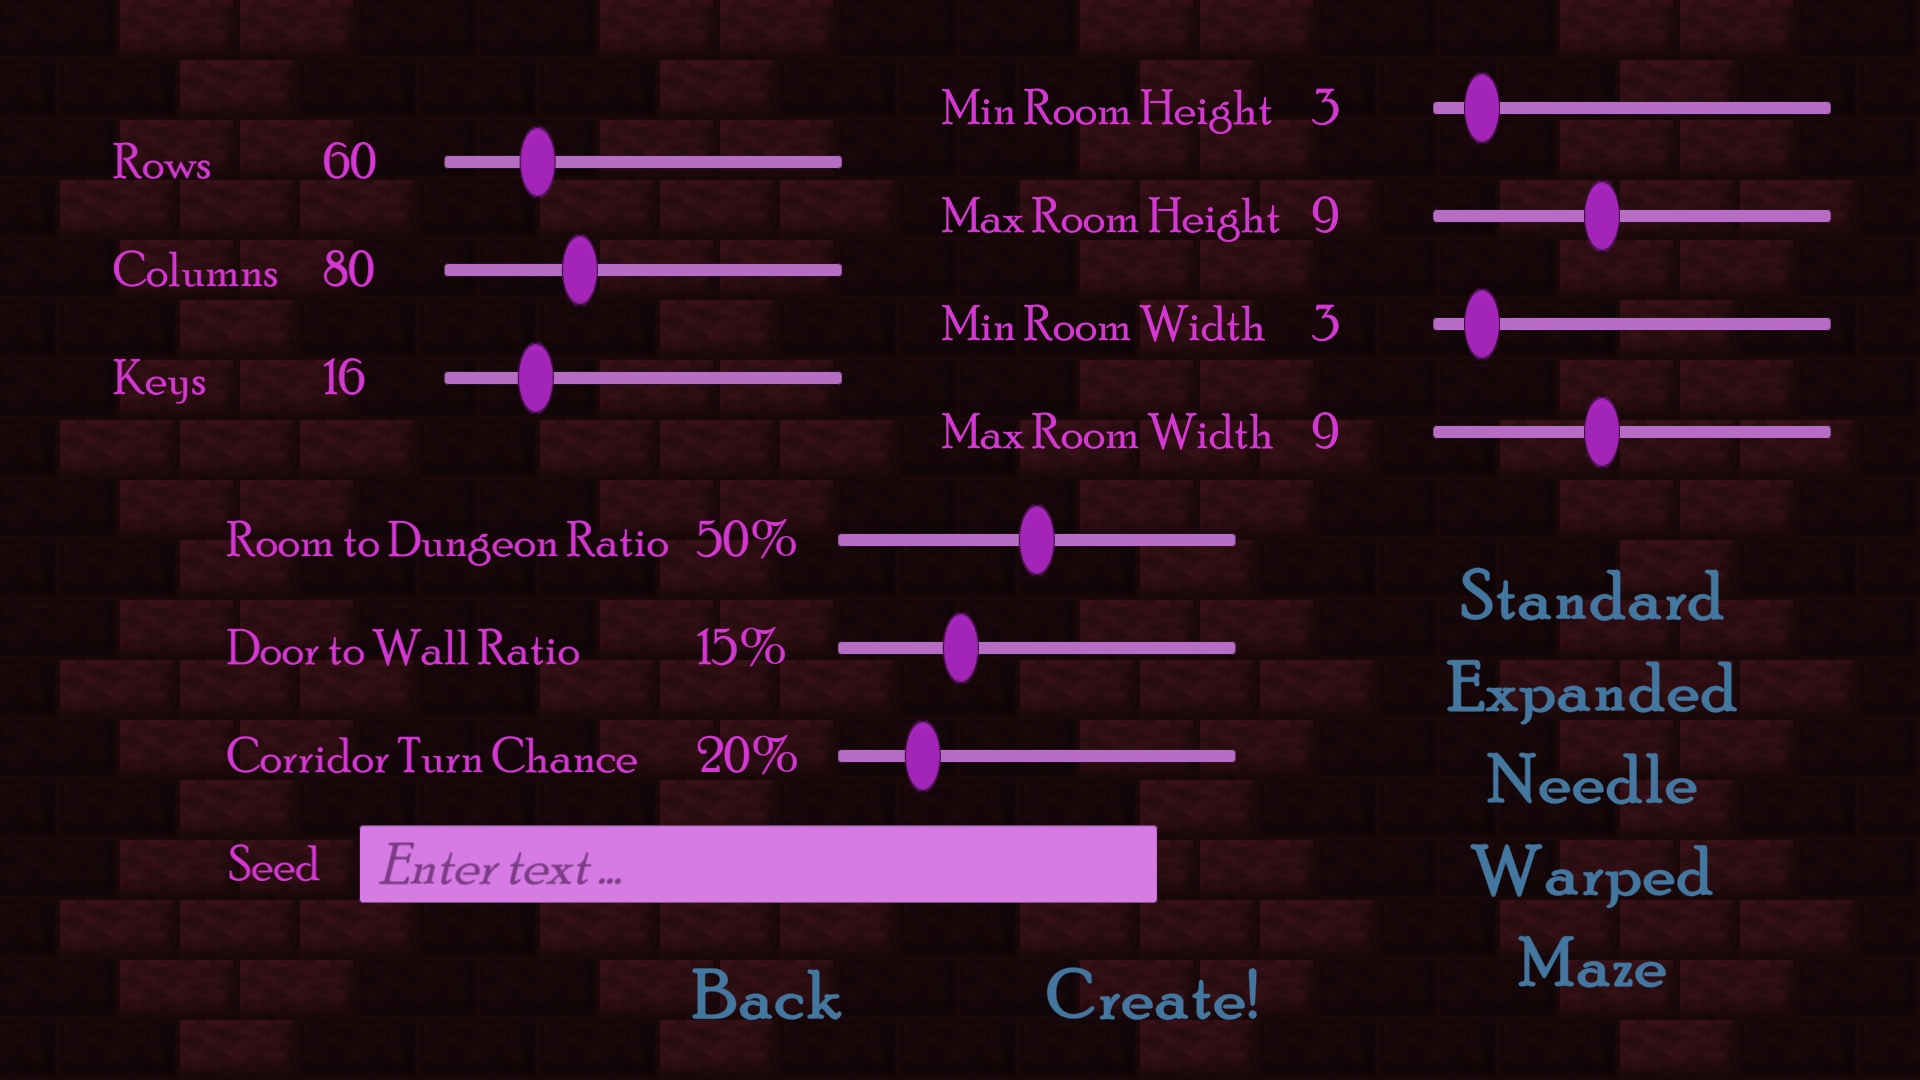 Rows 60
Columns 80
Keys 16
Min Room Height 3
Max Room Height 9
Min Room Width 3
Max Room Width 9
Room to Dungeon Ratio 50%
Door to Wall Ratio 15%
Corridor Turn Chance 20%
Seed Enter text ...
Standard
Expanded
Needle
Warped
Maze
Back Create!